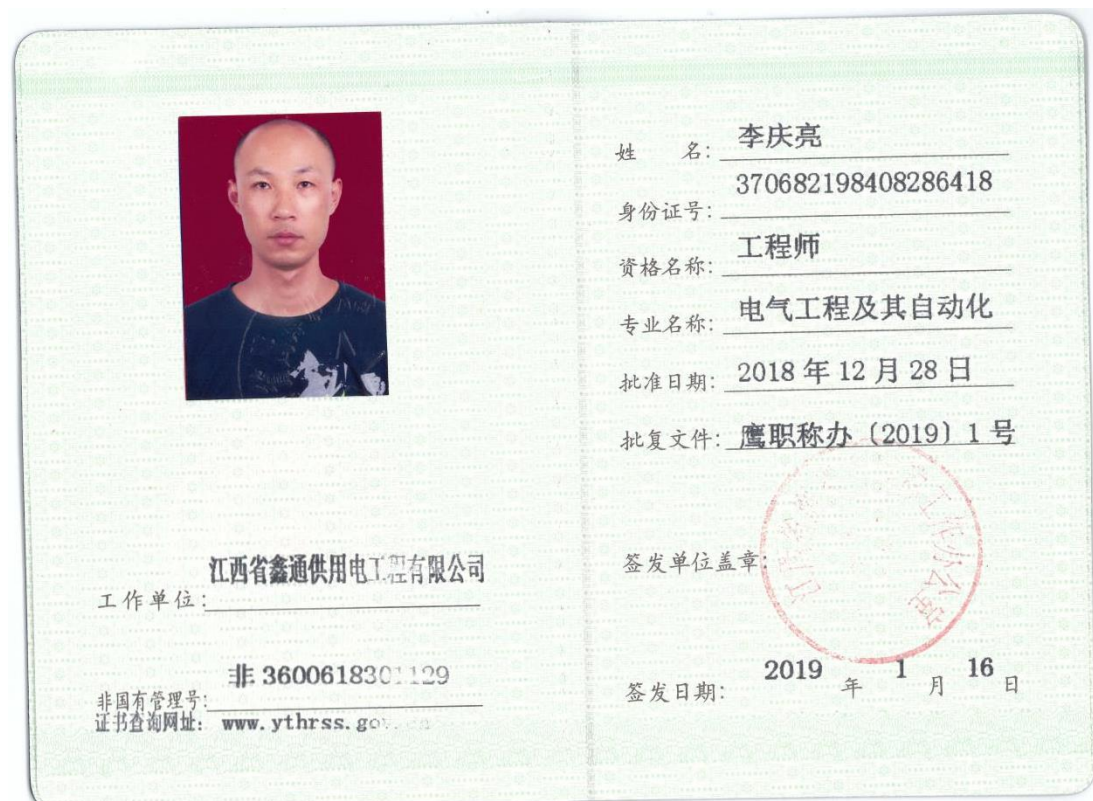 江西省鑫通供用电工程有限公司
工作单位:
非 3600618301129
非国有管理号:
证书查询网址: www.ythrss.gov.cn
姓 名: 李庆亮
身份证号: 370682198408286418
资格名称: 工程师
专业名称: 电气工程及其自动化
批准日期: 2018 年 12 月 28 日
批复文件: 鹰职称办〔2019〕1 号
签发单位盖章:
签发日期: 2019 年 1 月 16 日